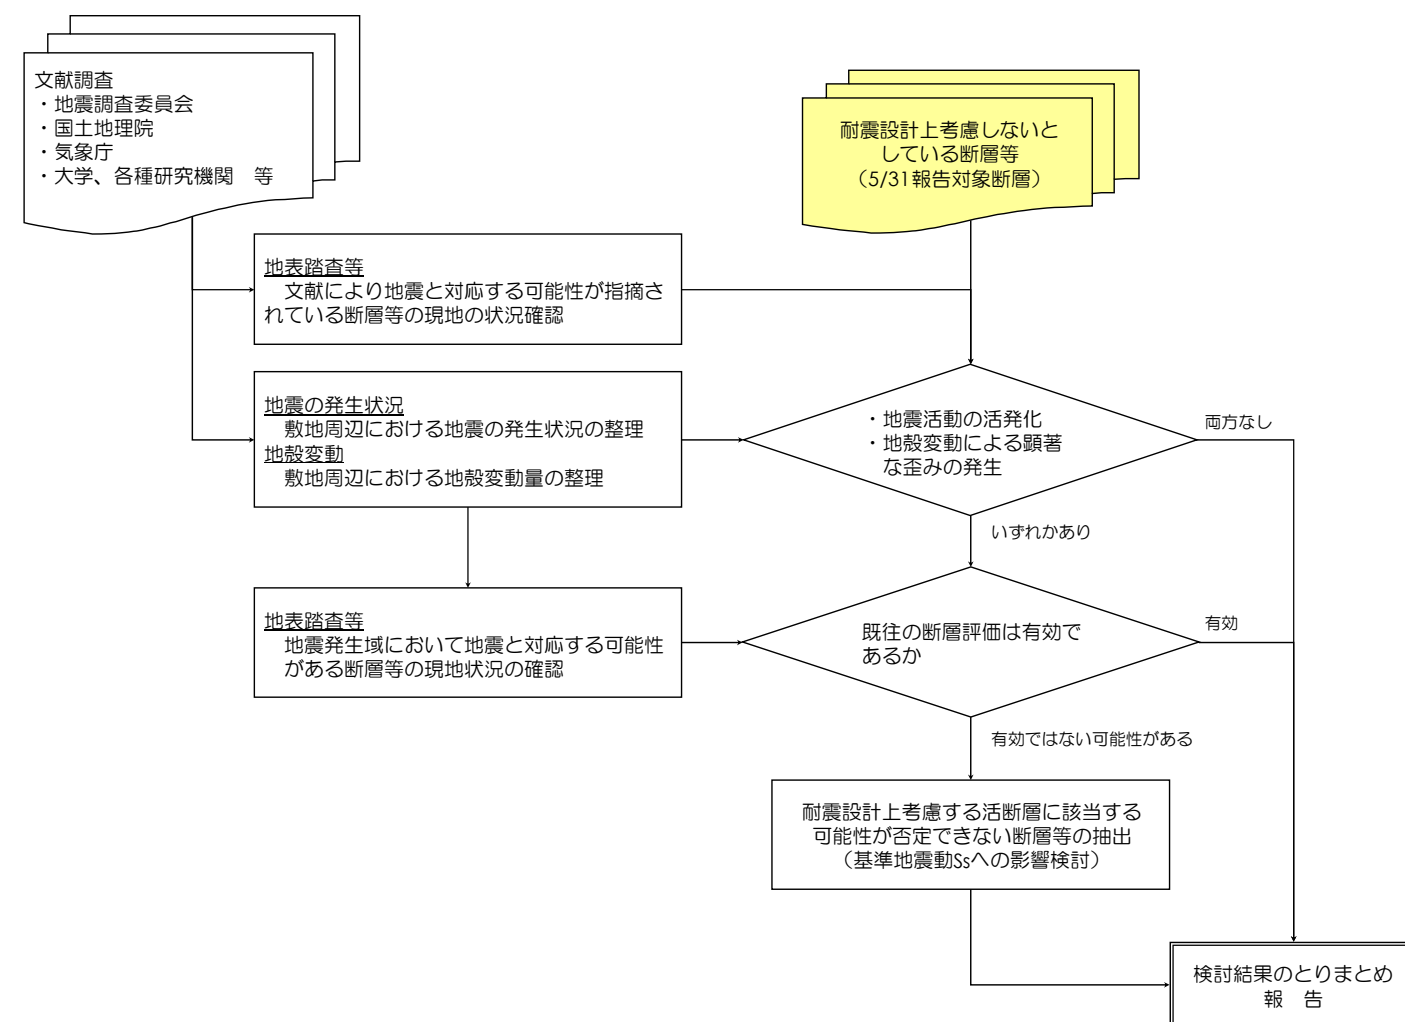 文献調査
・地震調査委員会
・国土地理院
・気象庁
・大学、各種研究機関　等
耐震設計上考慮しないと
している断層等
（5/31報告対象断層）
地表踏査等
文献により地震と対応する可能性が指摘さ
れている断層等の現地の状況確認
地震の発生状況
敷地周辺における地震の発生状況の整理
地殻変動
敷地周辺における地殻変動量の整理
・地震活動の活発化
・地殻変動による顕著
な歪みの発生
両方なし
いずれかあり
地表踏査等
地震発生域において地震と対応する可能性
がある断層等の現地状況の確認
既往の断層評価は有効で
あるか
有効
有効ではない可能性がある
耐震設計上考慮する活断層に該当する
可能性が否定できない断層等の抽出
（基準地震動Ssへの影響検討）
検討結果のとりまとめ
報　告